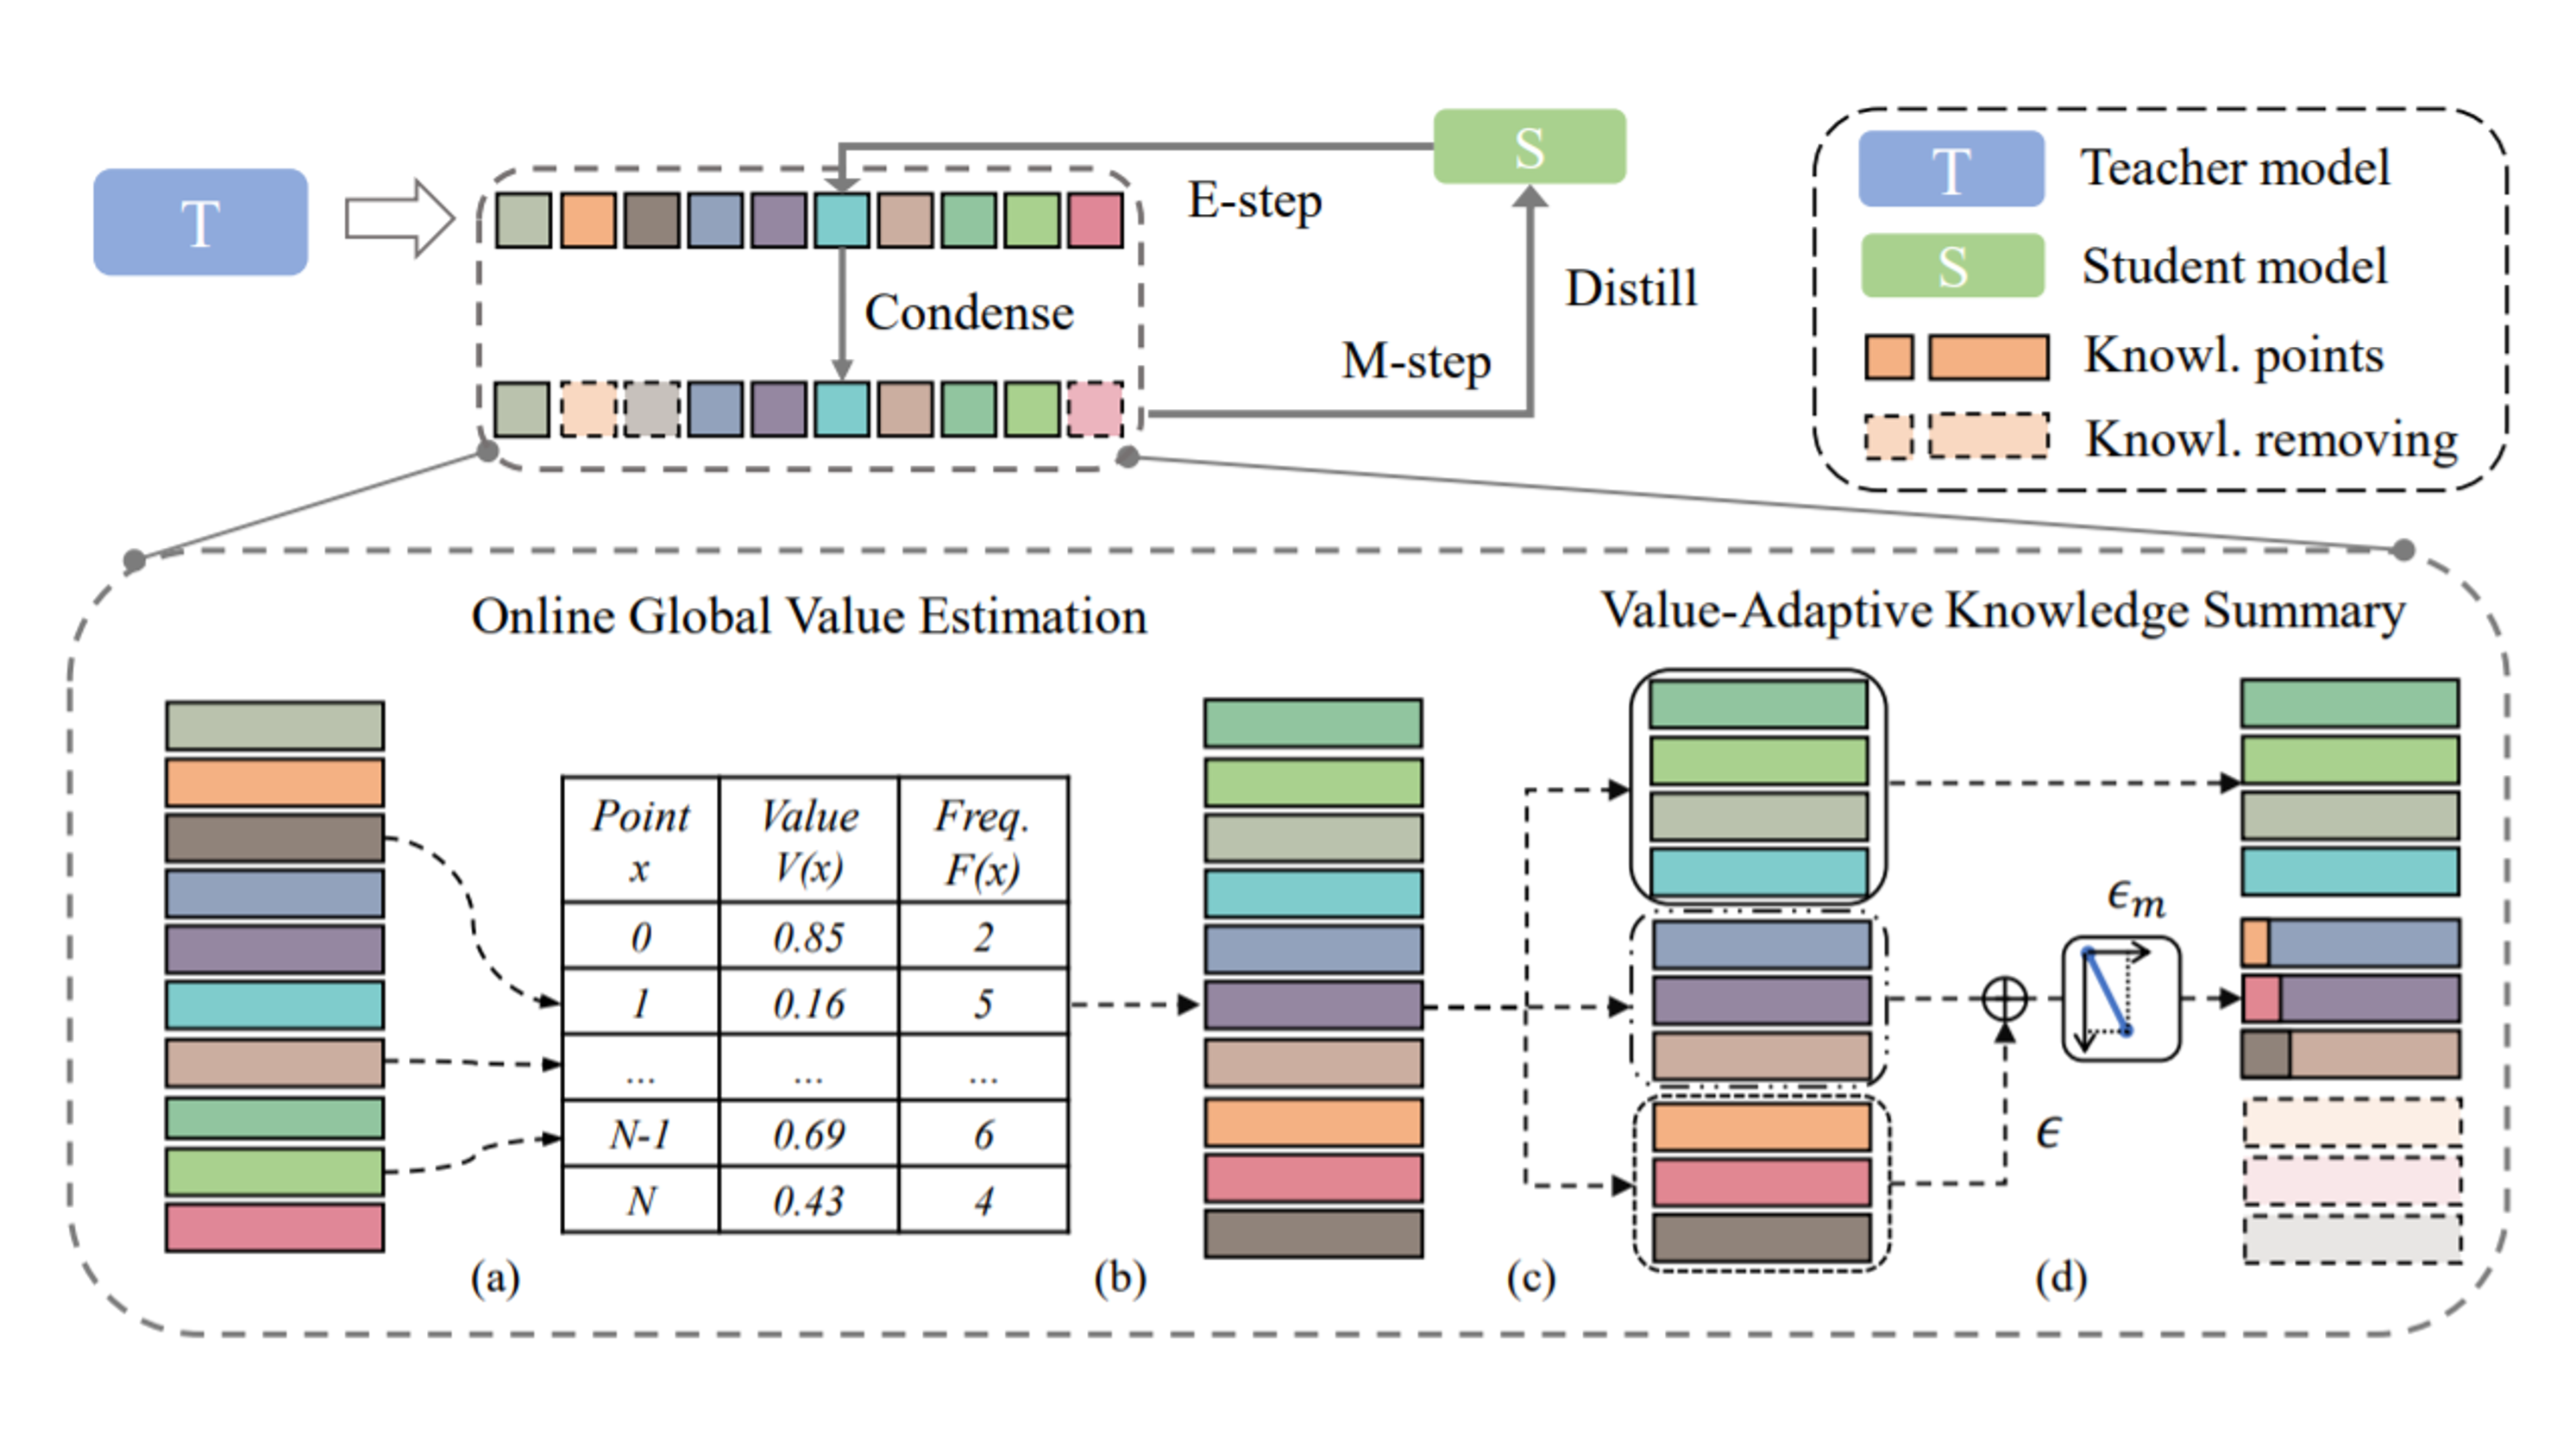 T
E-step
S
Condense
Distill
M-step
T Teacher model
S Student model
Knowl. points
Knowl. removing
Online Global Value Estimation
Value-Adaptive Knowledge Summary
Point x Value V(x) Freq. F(x)
0 0.85 2
1 0.16 5
... ... ...
N-1 0.69 6
N 0.43 4
ϵm
ϵ
(a)
(b)
(c)
(d)